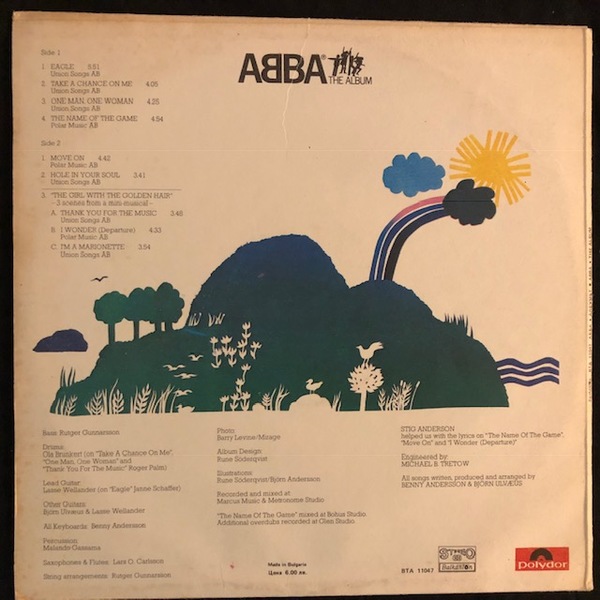 ABBA® THE ALBUM
Side 1
1. EAGLE 5.51
Union Songs AB
2. TAKE A CHANCE ON ME 4.05
Union Songs AB
3. ONE MAN, ONE WOMAN 4.25
Union Songs AB
4. THE NAME OF THE GAME 4.54
Polar Music AB
Side 2
1. MOVE ON 4.42
Polar Music AB
2. HOLE IN YOUR SOUL 3.41
Union Songs AB
3. "THE GIRL WITH THE GOLDEN HAIR"
-3 scenes from a mini-musical-
A. THANK YOU FOR THE MUSIC 3.48
Union Songs AB
B. I WONDER (Departure) 4.33
Polar Music AB
C. I'M A MARIONETTE 3.54
Union Songs AB
Bass: Rutger Gunnarsson
Drums:
Ola Brunkert (on "Take A Chance On Me",
"One Man, One Woman" and
"Thank You For The Music" Roger Palm)
Lead Guitar:
Lasse Wellander (on "Eagle" Janne Schaffer)
Other Guitars:
Björn Ulvæus & Lasse Wellander
All Keyboards: Benny Andersson
Percussion:
Malando Gassama
Saxophones & Flutes: Lars O. Carlsson
String arrangements: Rutger Gunnarsson
Photo:
Barry Levine/Mirage
Album Design:
Rune Söderqvist
Illustrations:
Rune Söderqvist/Björn Andersson
Recorded and mixed at:
Marcus Music & Metronome Studio
"The Name Of The Game" mixed at Bohus Studio.
Additional overdubs recorded at Glen Studio.
Made in Bulgaria
Цена 6.00 лв.
STIG ANDERSON
helped us with the lyrics on "The Name Of The Game",
"Move On" and "I Wonder (Departure)"
Engineered by:
MICHAEL B. TRETOW
All songs written, produced and arranged by
BENNY ANDERSSON & BJÖRN ULVÆUS
STEREO
Balkanton
BTA 11047
Polydor